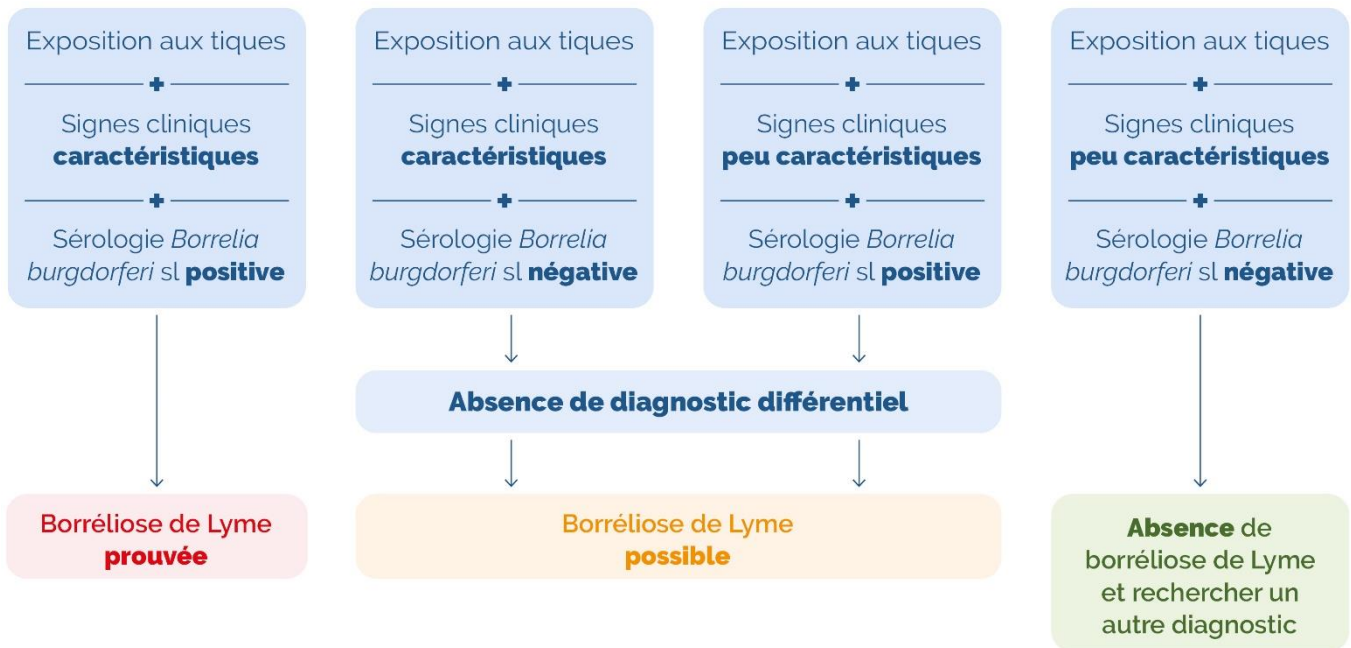 Exposition aux tiques
Signes cliniques
caractéristiques
Sérologie Borrelia
burgdorferi sl positive
Exposition aux tiques
Signes cliniques
caractéristiques
Sérologie Borrelia
burgdorferi sl négative
Exposition aux tiques
Signes cliniques
peu caractéristiques
Sérologie Borrelia
burgdorferi sl positive
Exposition aux tiques
Signes cliniques
peu caractéristiques
Sérologie Borrelia
burgdorferi sl négative
Absence de diagnostic différentiel
Borréliose de Lyme
prouvée
Borréliose de Lyme
possible
Absence de
borréliose de Lyme
et rechercher un
autre diagnostic